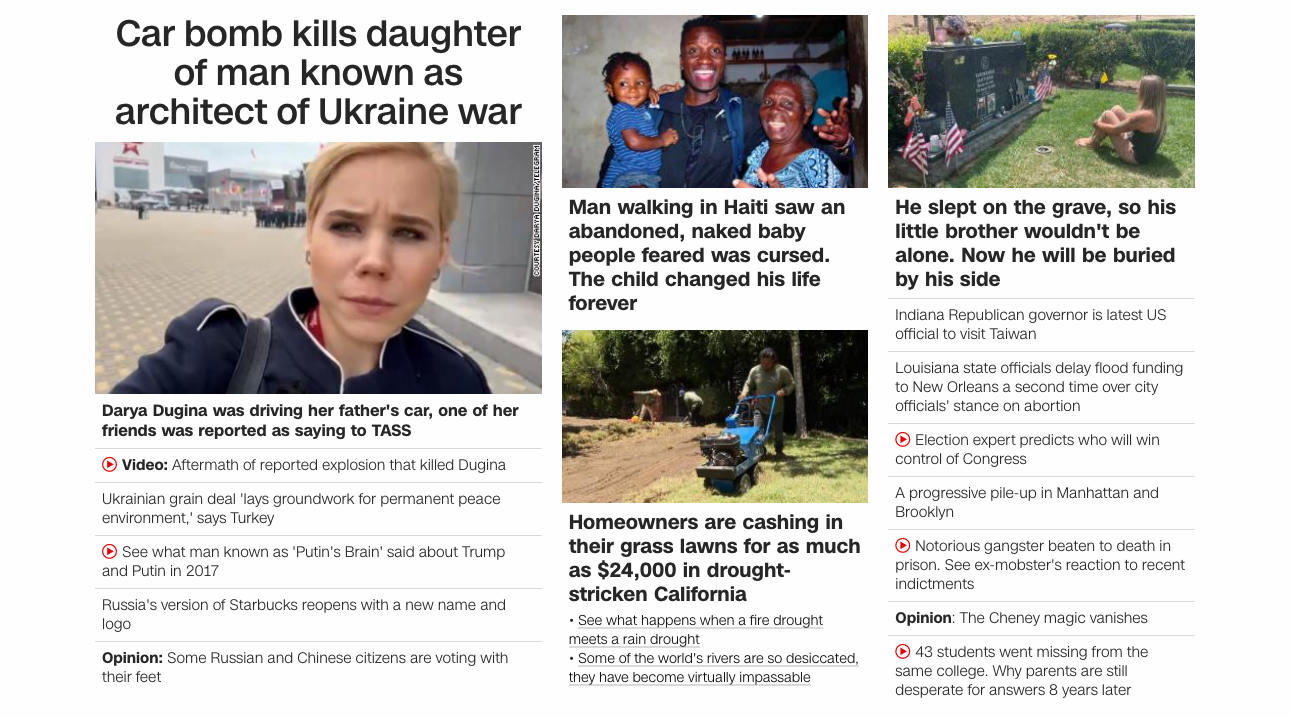 Car bomb kills daughter
of man known as
architect of Ukraine war
COURTESY DARYA DUGINA/TELEGRAM
Darya Dugina was driving her father's car, one of her
friends was reported as saying to TASS
Video: Aftermath of reported explosion that killed Dugina
Ukrainian grain deal 'lays groundwork for permanent peace
environment,' says Turkey
See what man known as 'Putin's Brain' said about Trump
and Putin in 2017
Russia's version of Starbucks reopens with a new name and
logo
Opinion: Some Russian and Chinese citizens are voting with
their feet
Man walking in Haiti saw an
abandoned, naked baby
people feared was cursed.
The child changed his life
forever
Homeowners are cashing in
their grass lawns for as much
as $24,000 in drought-
stricken California
• See what happens when a fire drought
meets a rain drought
• Some of the world's rivers are so desiccated,
they have become virtually impassable
He slept on the grave, so his
little brother wouldn't be
alone. Now he will be buried
by his side
Indiana Republican governor is latest US
official to visit Taiwan
Louisiana state officials delay flood funding
to New Orleans a second time over city
officials' stance on abortion
Election expert predicts who will win
control of Congress
A progressive pile-up in Manhattan and
Brooklyn
Notorious gangster beaten to death in
prison. See ex-mobster's reaction to recent
indictments
Opinion: The Cheney magic vanishes
43 students went missing from the
same college. Why parents are still
desperate for answers 8 years later